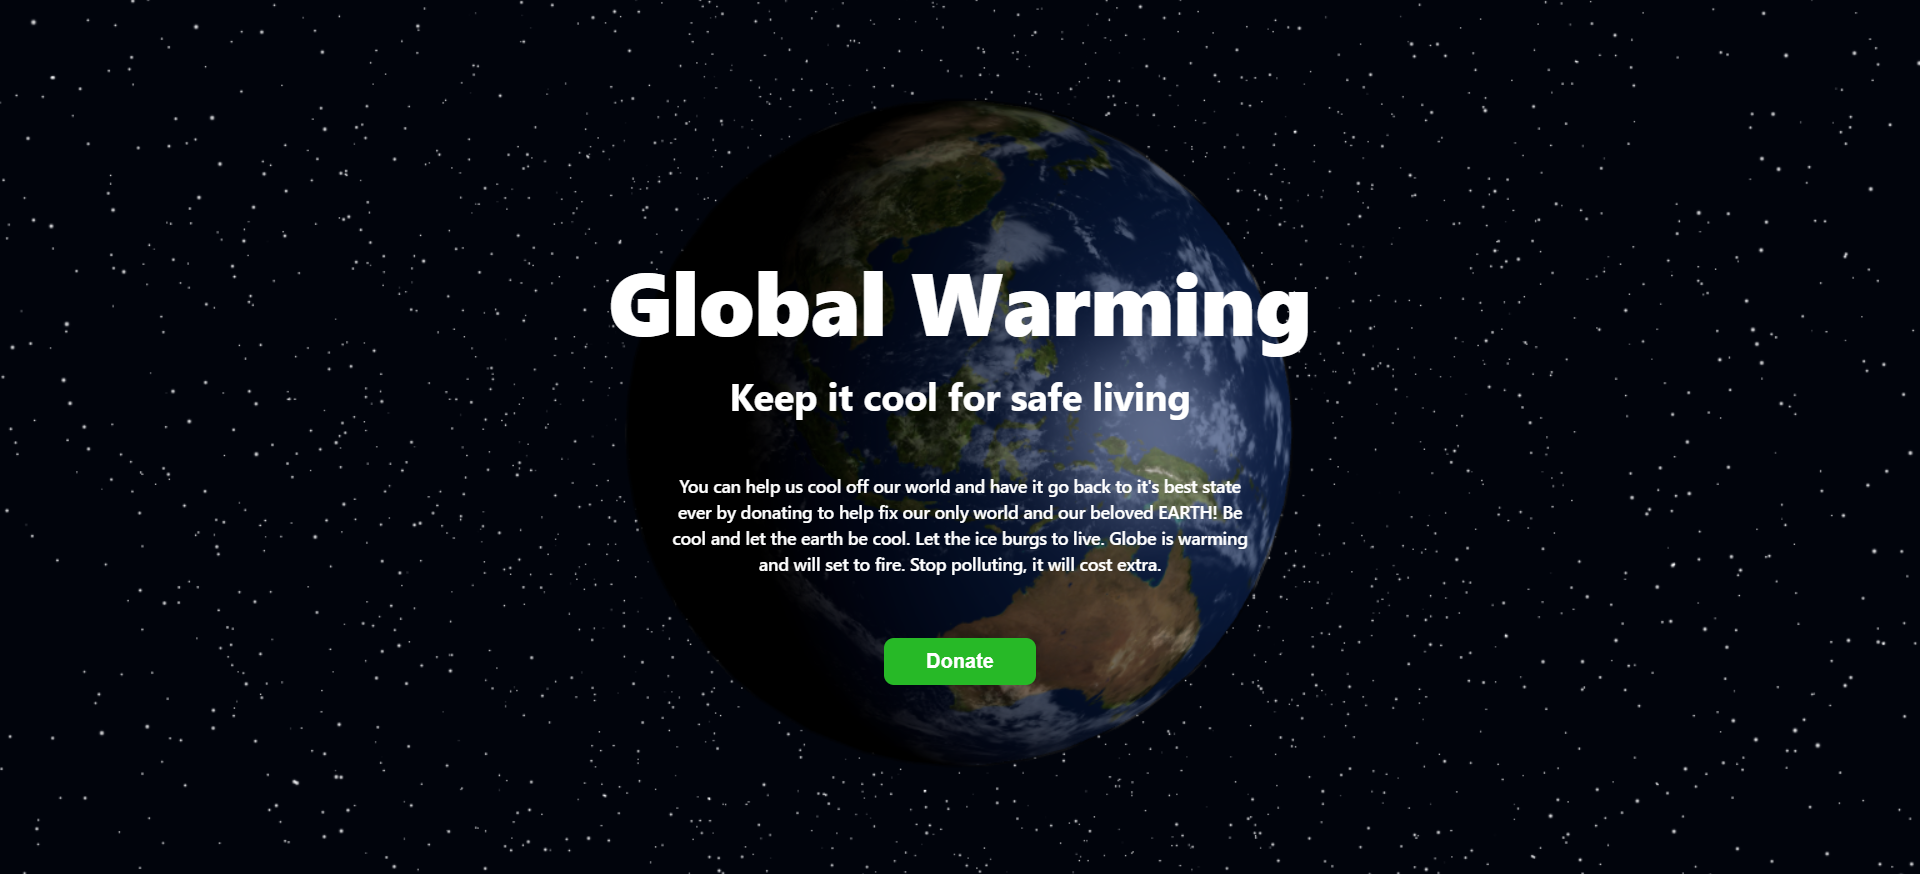 Global Warming
Keep it cool for safe living
You can help us cool off our world and have it go back to it's best state
ever by donating to help fix our only world and our beloved EARTH! Be
cool and let the earth be cool. Let the ice burgs to live. Globe is warming
and will set to fire. Stop polluting, it will cost extra.
Donate